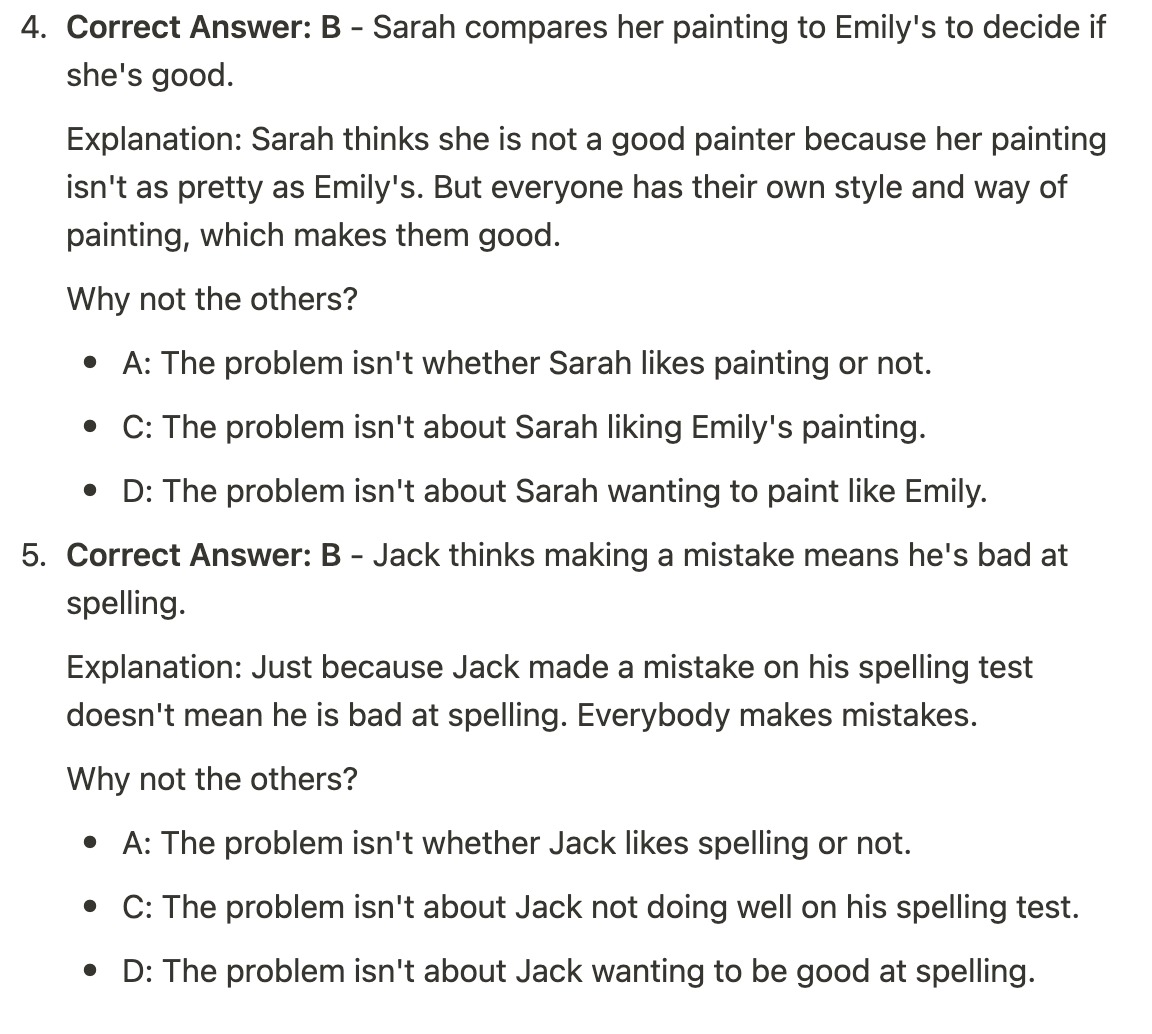 4. Correct Answer: B - Sarah compares her painting to Emily's to decide if
she's good.
Explanation: Sarah thinks she is not a good painter because her painting
isn't as pretty as Emily's. But everyone has their own style and way of
painting, which makes them good.
Why not the others?
• A: The problem isn't whether Sarah likes painting or not.
• C: The problem isn't about Sarah liking Emily's painting.
• D: The problem isn't about Sarah wanting to paint like Emily.
5. Correct Answer: B - Jack thinks making a mistake means he's bad at
spelling.
Explanation: Just because Jack made a mistake on his spelling test
doesn't mean he is bad at spelling. Everybody makes mistakes.
Why not the others?
• A: The problem isn't whether Jack likes spelling or not.
• C: The problem isn't about Jack not doing well on his spelling test.
• D: The problem isn't about Jack wanting to be good at spelling.